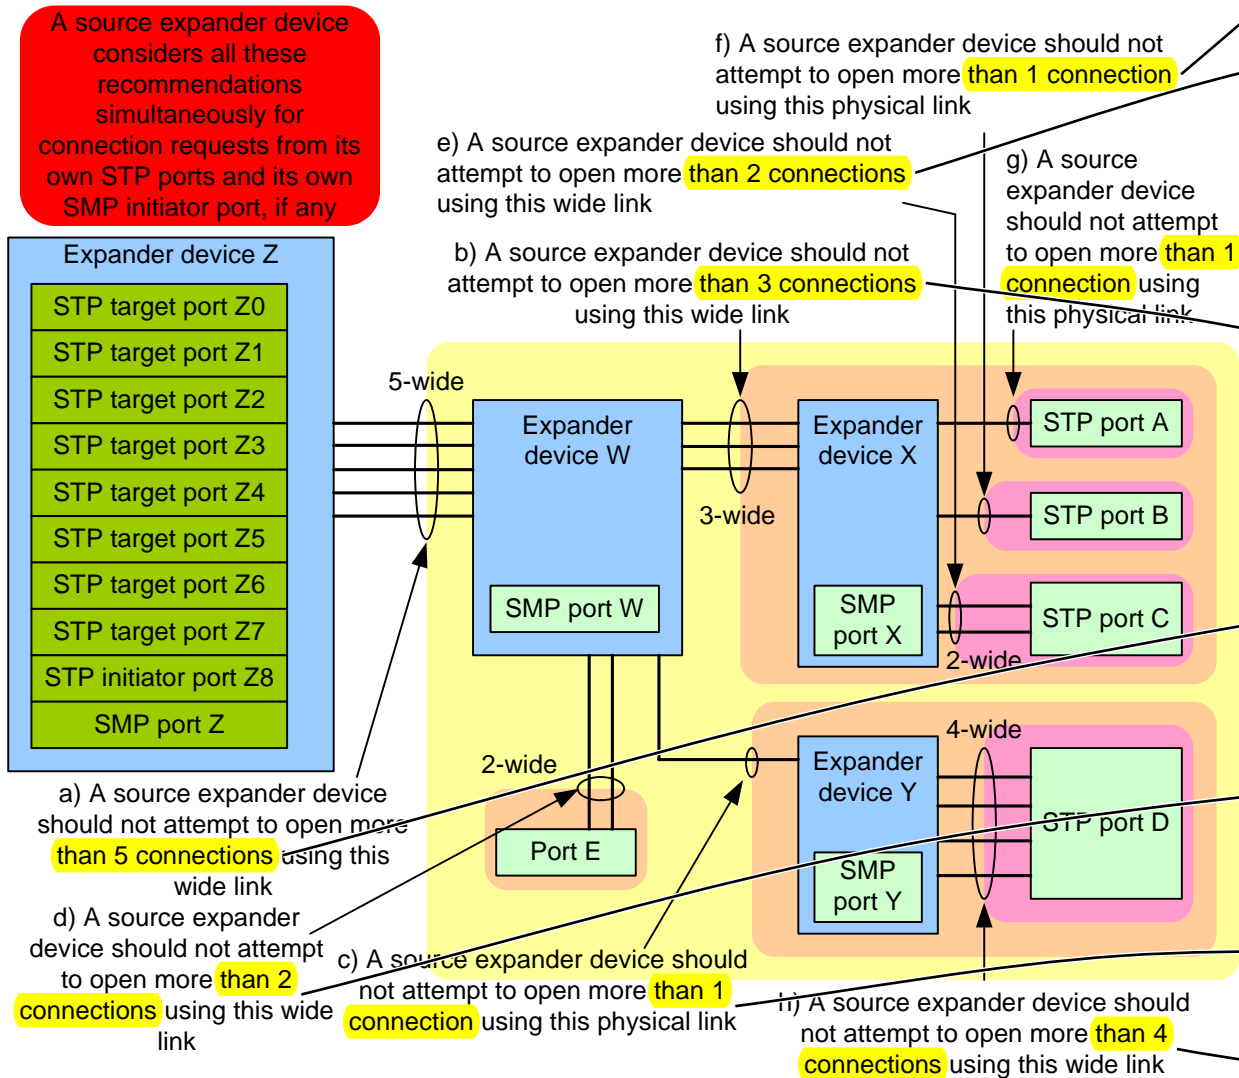 A source expander device
considers all these
recommendations
simultaneously for
connection requests from its
own STP ports and its own
SMP initiator port, if any
f) A source expander device should not
attempt to open more than 1 connection
using this physical link
e) A source expander device should not
attempt to open more than 2 connections
using this wide link
g) A source
expander device
should not attempt
to open more than 1
connection using
this physical link
b) A source expander device should not
attempt to open more than 3 connections
using this wide link
Expander device Z
STP target port Z0
STP target port Z1
STP target port Z2
STP target port Z3
STP target port Z4
STP target port Z5
STP target port Z6
STP target port Z7
STP initiator port Z8
SMP port Z
5-wide
Expander
device W
SMP port W
3-wide
Expander
device X
SMP
port X
STP port A
STP port B
STP port C
2-wide
2-wide
Port E
4-wide
Expander
device Y
SMP
port Y
STP port D
a) A source expander device
should not attempt to open more
than 5 connections using this
wide link
d) A source expander
device should not attempt
to open more than 2
connections using this wide
link
c) A source expander device should
not attempt to open more than 1
connection using this physical link
h) A source expander device should
not attempt to open more than 4
connections using this wide link